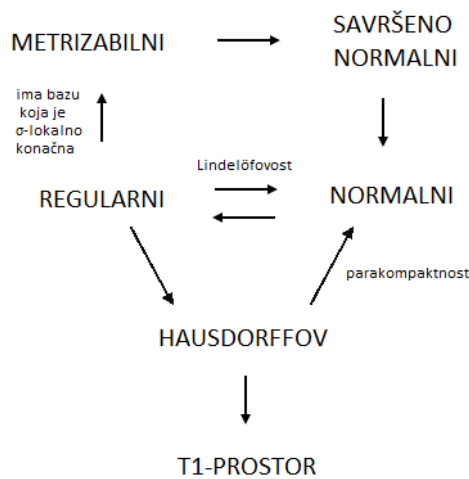 METRIZABILNI
SAVRŠENO
NORMALNI
ima bazu
koja je
σ-lokalno
konačna
Lindelöfovost
REGULARNI
NORMALNI
parakompaktnost
HAUSDORFFOV
T1-PROSTOR